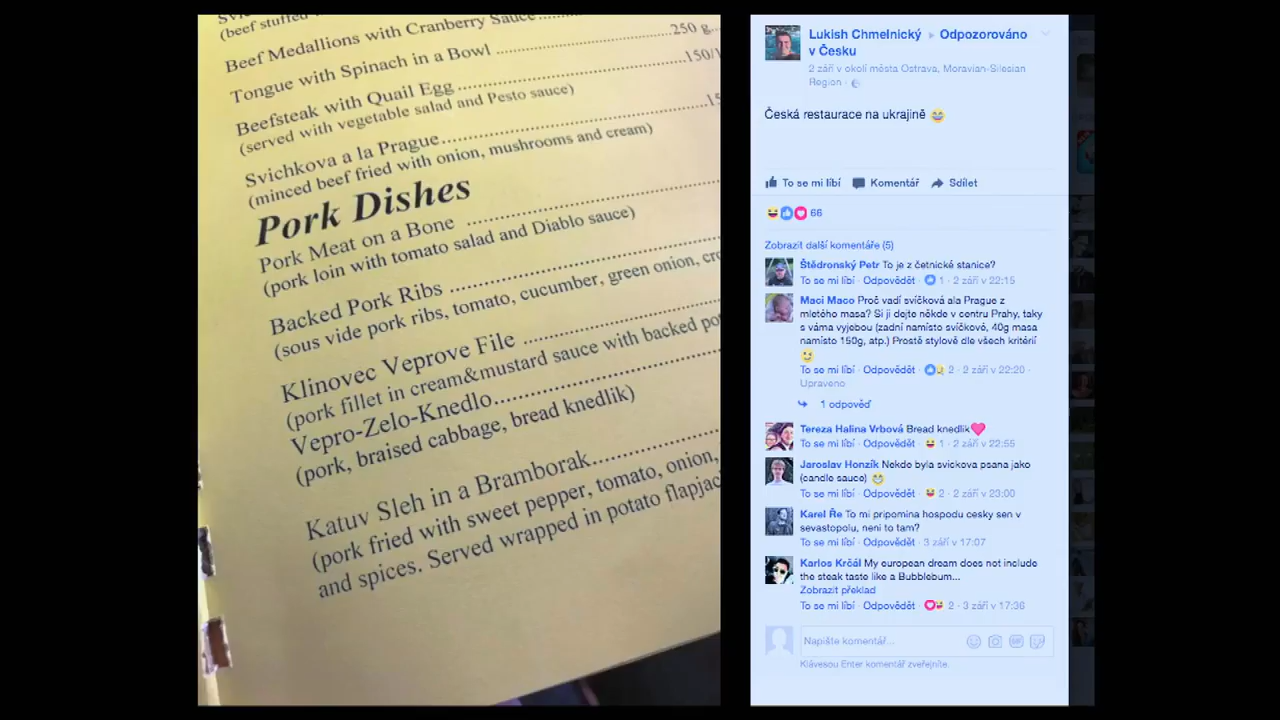 (beef stuffed
Beef Medallions with Cranberry Sauce
Tongue with Spinach in a Bowl ... 250 g...
Beefsteak with Quail Egg ... 150/
(served with vegetable salad and Pesto sauce)
Svichkova a la Prague ...
(minced beef fried with onion, mushrooms and cream)
Pork Dishes
Pork Meat on a Bone ...
(pork loin with tomato salad and Diablo sauce)
Backed Pork Ribs ...
(sous vide pork ribs, tomato, cucumber, green onion,
Klinovec Veprove File ...
(pork fillet in cream&mustard sauce with backed
Vepro-Zelo-Knedlo...
(pork, braised cabbage, bread knedlik)
Katuv Sleh in a Bramborak...
(pork fried with sweet pepper, tomato, onion,
and spices. Served wrapped in potato flapjac
Lukish Chmelnický ▸ Odpozorováno
v Česku
2 září v okolí města Ostrava, Moravian-Silesian
Region ·
Česká restaurace na ukrajině 😂
To se mi líbí Komentář Sdílet
66
Zobrazit další komentáře (5)
Štědronský Petr To je z četnické stanice?
To se mi líbí · Odpovědět · 1 · 2 září v 22:15
Maci Maco Proč vadí svíčková ala Prague z
mletého masa? Si ji dejte někde v centru Prahy, taky
s váma vyjebou (zadní namísto svíčkové, 40g masa
namísto 150g, atp.) Prostě stylově dle všech kritérií
😉
To se mi líbí · Odpovědět · 2 · 2 září v 22:20 ·
Upraveno
1 odpověď
Tereza Halina Vrbová Bread knedlik❤
To se mi líbí · Odpovědět · 1 · 2 září v 22:55
Jaroslav Honzík Nekde byla svickova psana jako
(candle sauce) 😁
To se mi líbí · Odpovědět · 2 · 2 září v 23:00
Karel Ře To mi pripomina hospodu cesky sen v
sevastopolu, neni to tam?
To se mi líbí · Odpovědět · 3 září v 17:07
Karlos Krčál My european dream does not include
the steak taste like a Bubblebum...
Zobrazit překlad
To se mi líbí · Odpovědět · 2 · 3 září v 17:36
Napište komentář...
GIF
Klávesou Enter komentář zveřejníte.